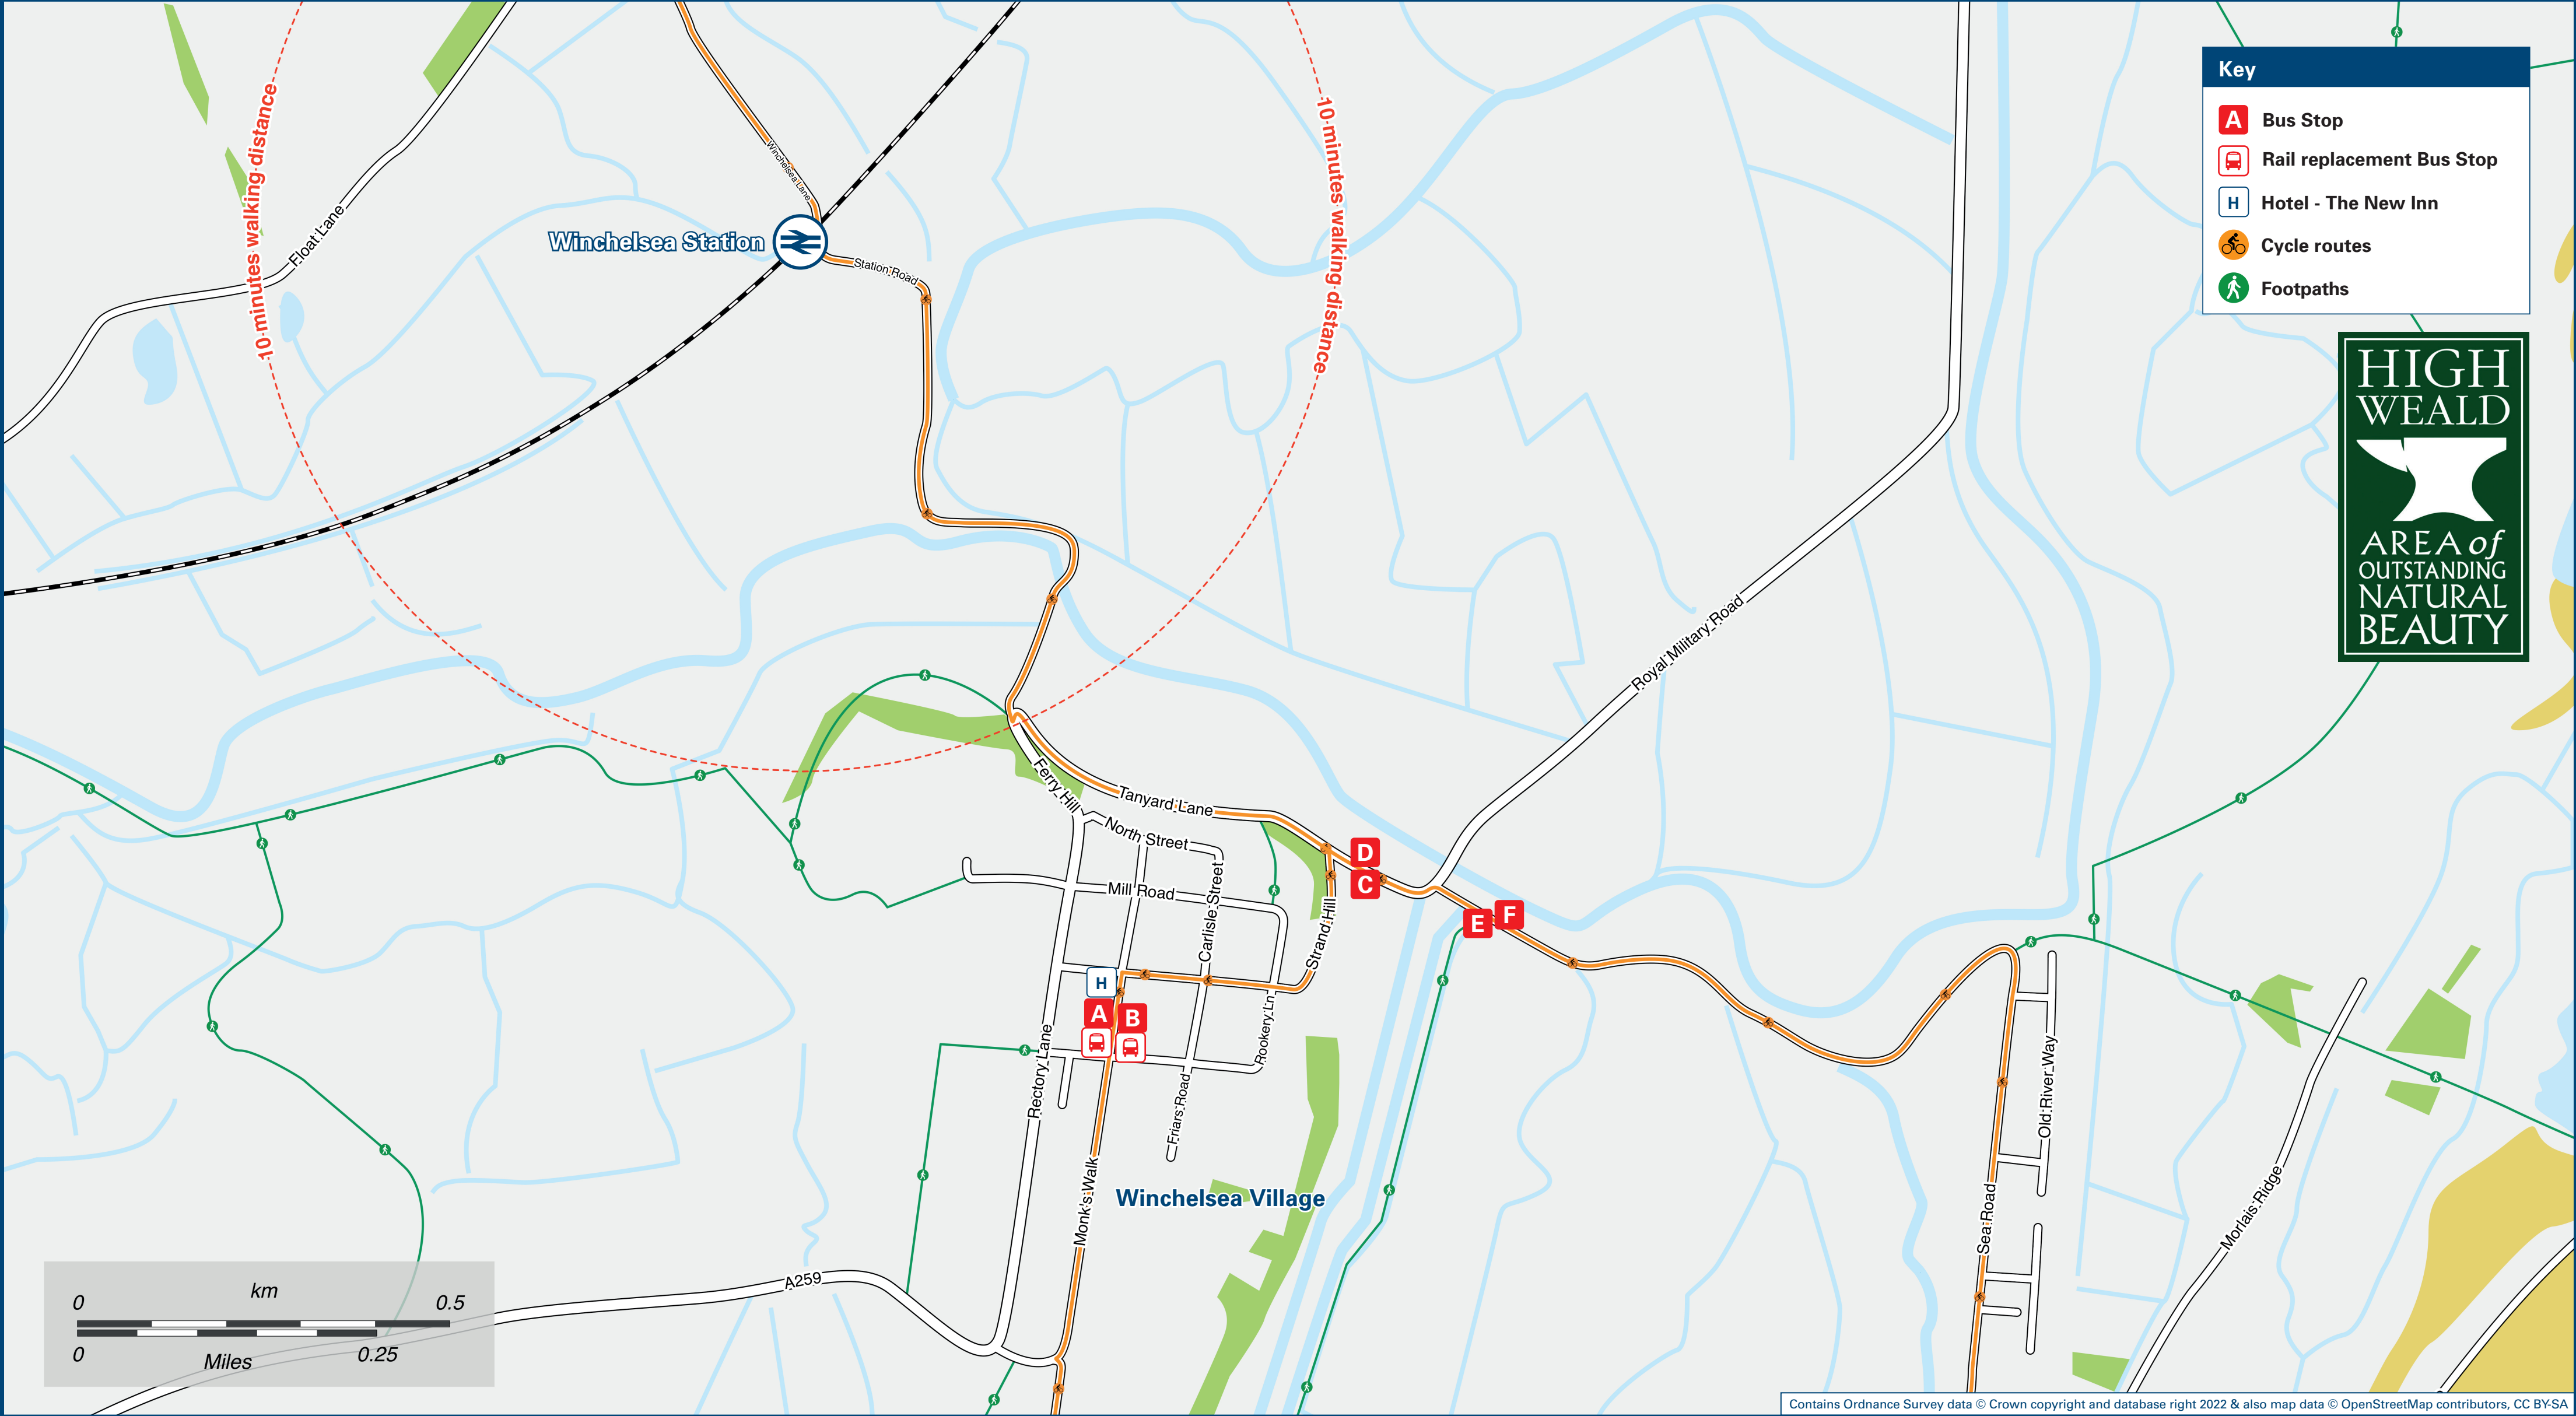 10 minutes walking distance
10 minutes walking distance
Float Lane
Winchelsea Lane
Winchelsea Station
Station Road
Key
A Bus Stop
Rail replacement Bus Stop
H Hotel - The New Inn
Cycle routes
Footpaths
HIGH
WEALD
AREA of
OUTSTANDING
NATURAL
BEAUTY
Royal Military Road
Ferry Hill
Tanyard Lane
North Street
Mill Road
Carlisle Street
Strand Hill
D
C
E
F
H
A
B
Rectory Lane
Rookery Ln
Friars Road
Monk's Walk
Winchelsea Village
Old River Way
Sea Road
Morlais Ridge
A259
km
0 0.5
0 Miles 0.25
Contains Ordnance Survey data © Crown copyright and database right 2022 & also map data © OpenStreetMap contributors, CC BY-SA